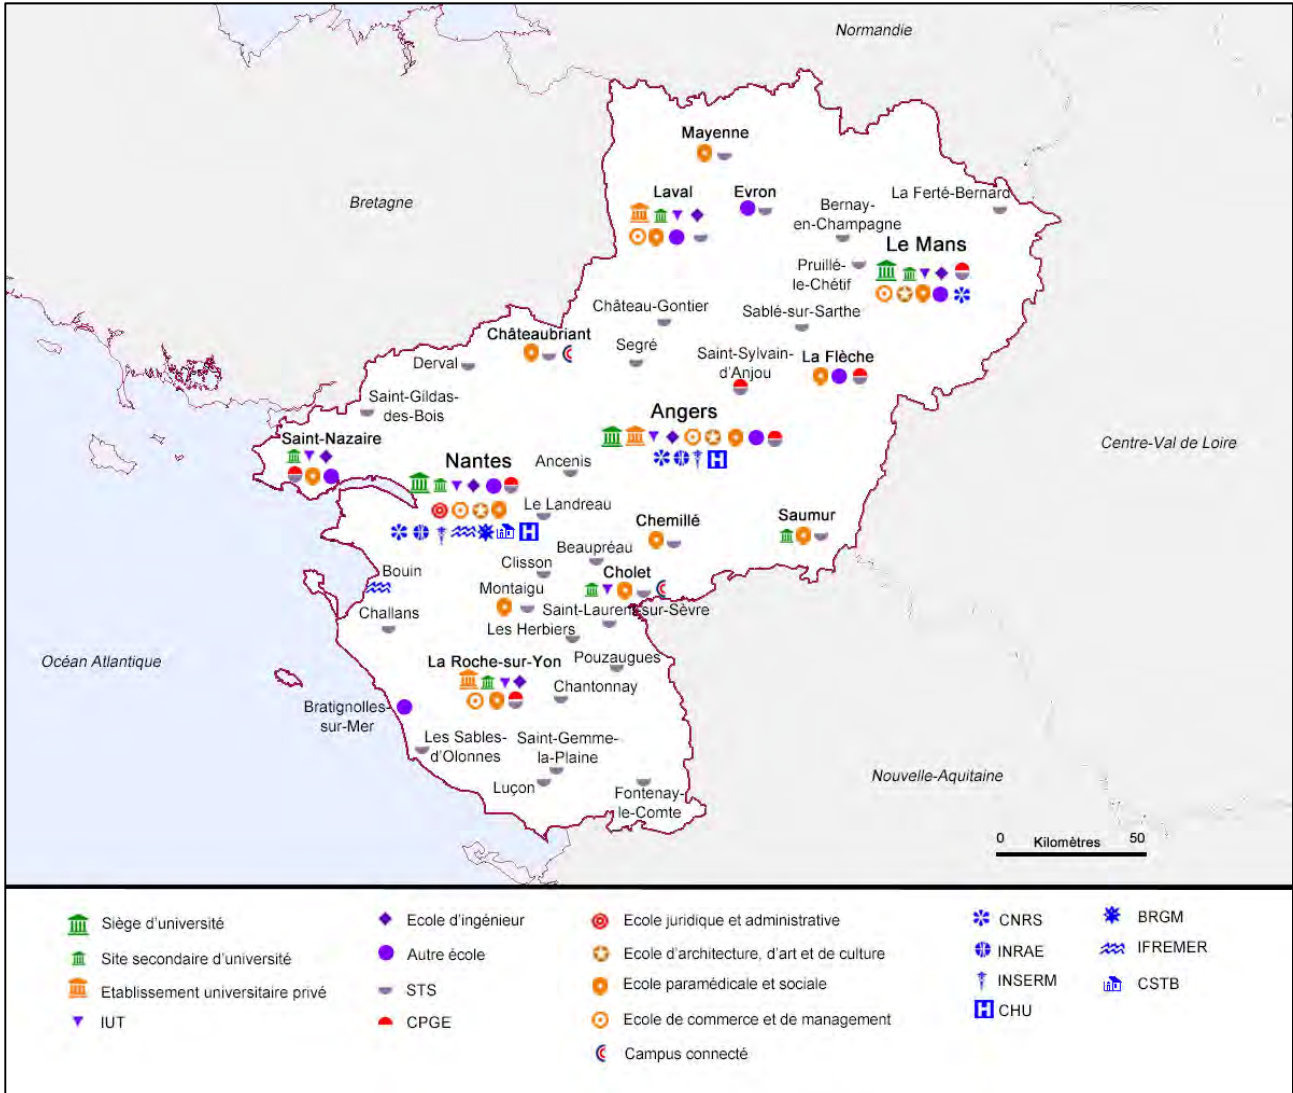 Normandie
Mayenne
Laval
Evron
La Ferté-Bernard
Bretagne
Bernay-
en-Champagne
Le Mans
Pruillé-
le-Chétif
Château-Gontier
Sablé-sur-Sarthe
Châteaubriant
Segré
Saint-Sylvain-
d'Anjou
La Flèche
Derval
Saint-Gildas-
des-Bois
Angers
Saint-Nazaire
Centre-Val de Loire
Nantes
Ancenis
Le Landreau
Chemillé
Saumur
Beaupréau
Clisson
Bouin
Cholet
Montaigu
Challans
Saint-Laurent-sur-Sèvre
Les Herbiers
Océan Atlantique
La Roche-sur-Yon
Pouzaugues
Chantonnay
Bratignolles-
sur-Mer
Les Sables-
d'Olonnes
Saint-Gemme-
la-Plaine
Luçon
Fontenay-
le-Comte
Nouvelle-Aquitaine
0 Kilomètres 50
Siège d'université
Site secondaire d'université
Etablissement universitaire privé
IUT
Ecole d'ingénieur
Autre école
STS
CPGE
Ecole juridique et administrative
Ecole d'architecture, d'art et de culture
Ecole paramédicale et sociale
Ecole de commerce et de management
Campus connecté
CNRS
INRAE
INSERM
CHU
BRGM
IFREMER
CSTB